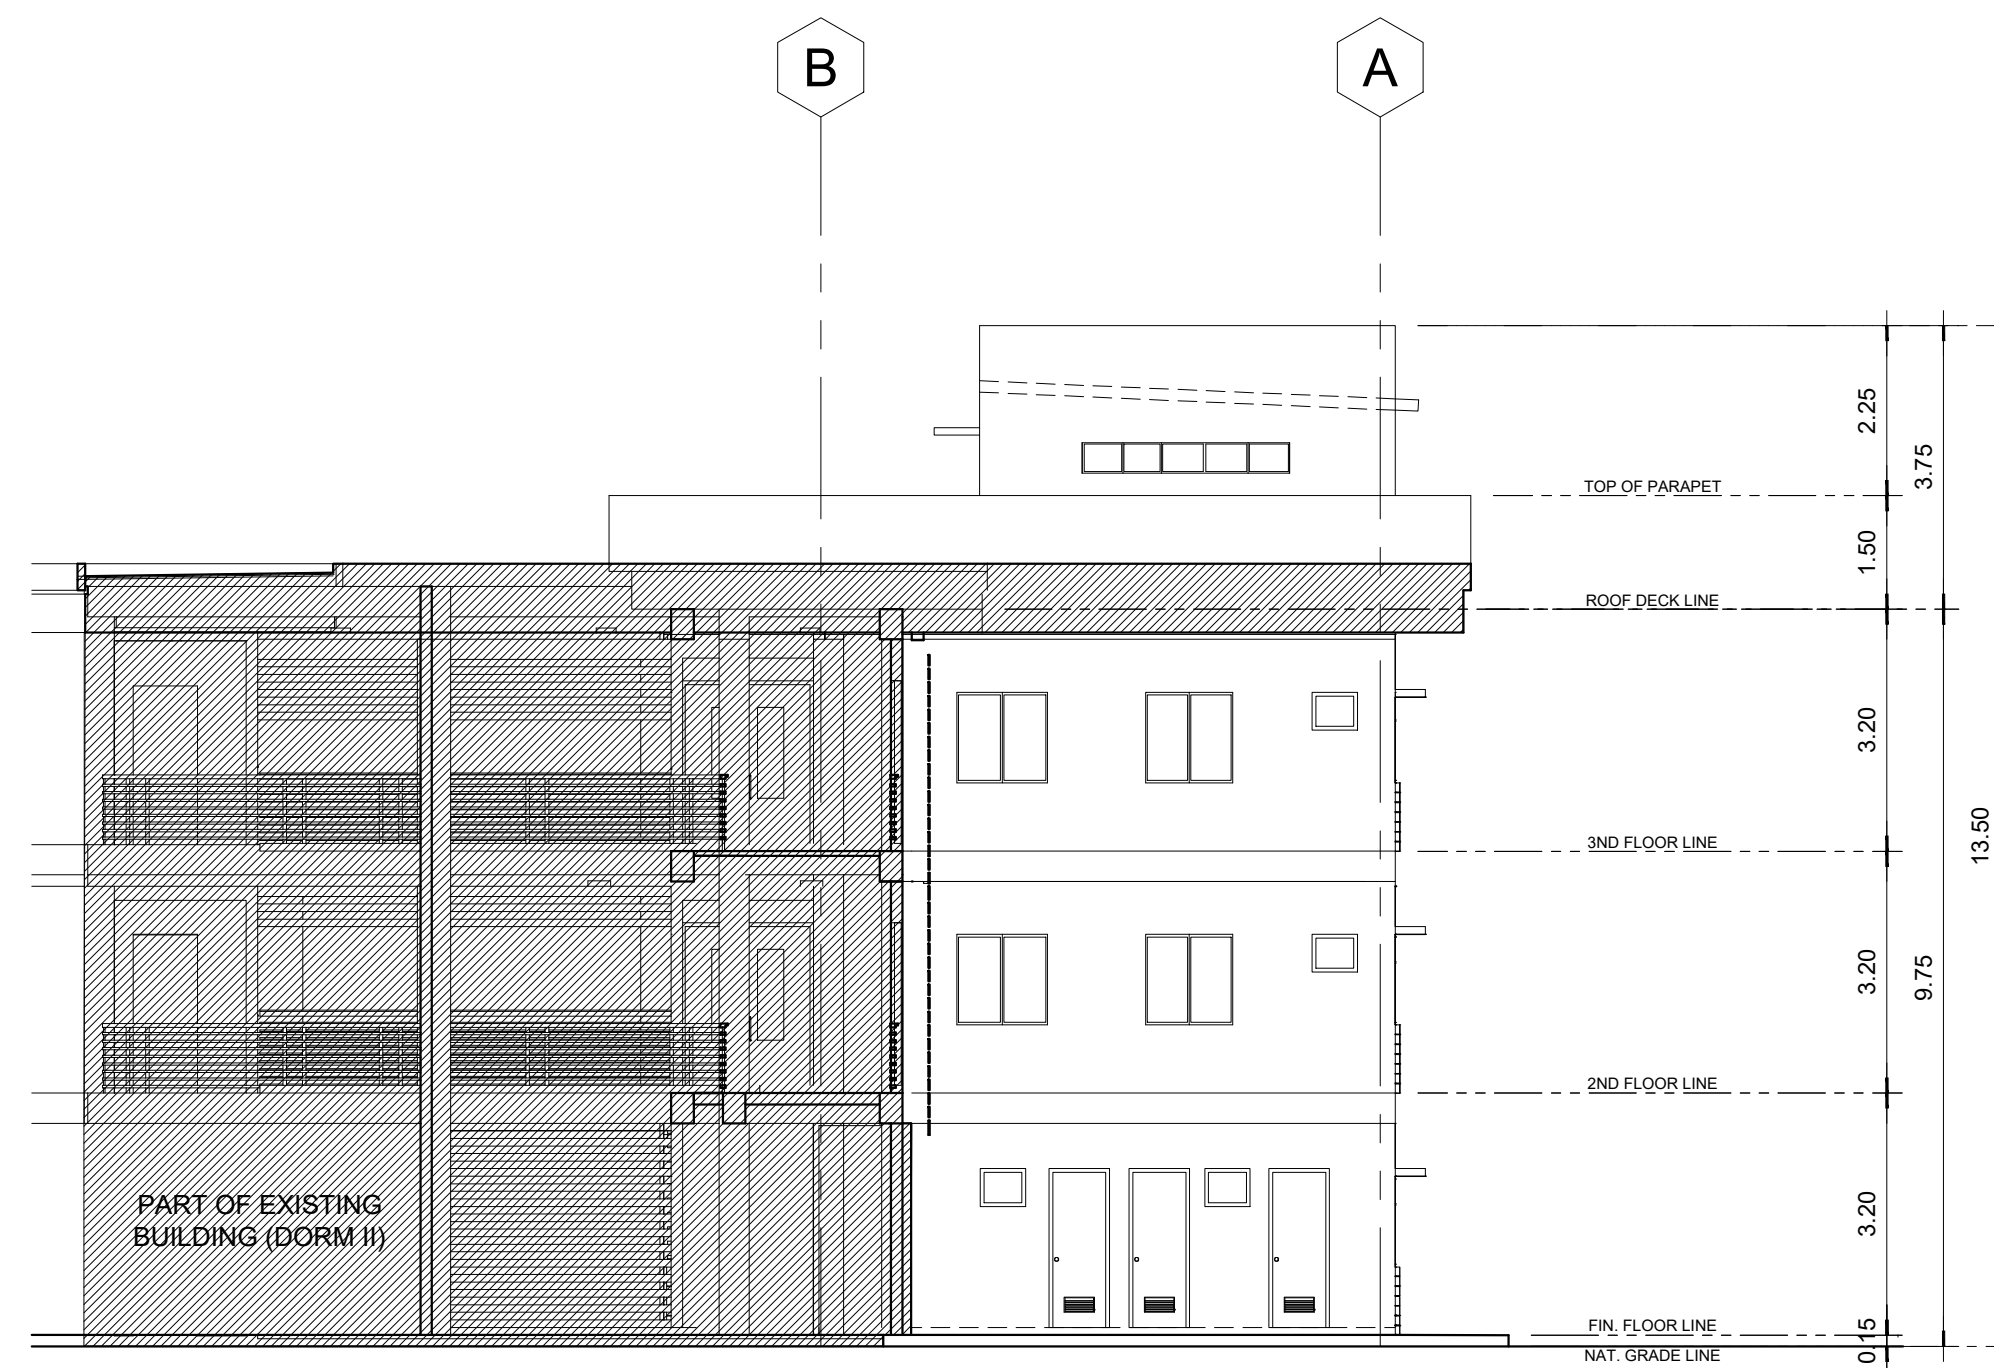 B
A
2.25
3.75
TOP OF PARAPET
1.50
ROOF DECK LINE
3.20
3ND FLOOR LINE
13.50
3.20
9.75
2ND FLOOR LINE
3.20
PART OF EXISTING
BUILDING (DORM II)
FIN. FLOOR LINE
0.15
NAT. GRADE LINE